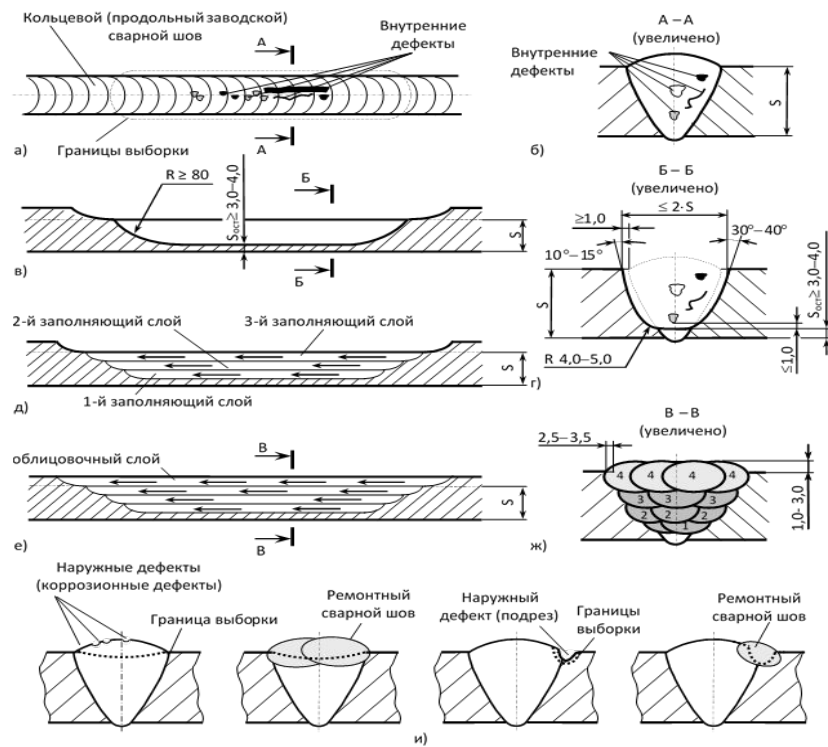 Кольцевой (продольный заводской)
сварной шов
А
Внутренние
дефекты
А
Границы выборки
а)
А – А
(увеличено)
Внутренние
дефекты
S
б)
R ≥ 80
Б
Sост≥ 3,0–4,0
S
Б
в)
Б – Б
(увеличено)
≤ 2· S
≥1,0
30°–40°
10°–15°
S
Sост≥ 3,0–4,0
R 4,0–5,0
≤1,0
г)
2-й заполняющий слой
3-й заполняющий слой
S
1-й заполняющий слой
д)
В
облицовочный слой
S
В
е)
В – В
(увеличено)
2,5–3,5
4 4 4 4
3 3 3
2 2 2
1
1,0- 3,0
ж)
Наружные дефекты
(коррозионные дефекты)
Граница выборки
Ремонтный
сварной шов
Наружный
дефект (подрез)
Границы
выборки
Ремонтный
сварной шов
и)